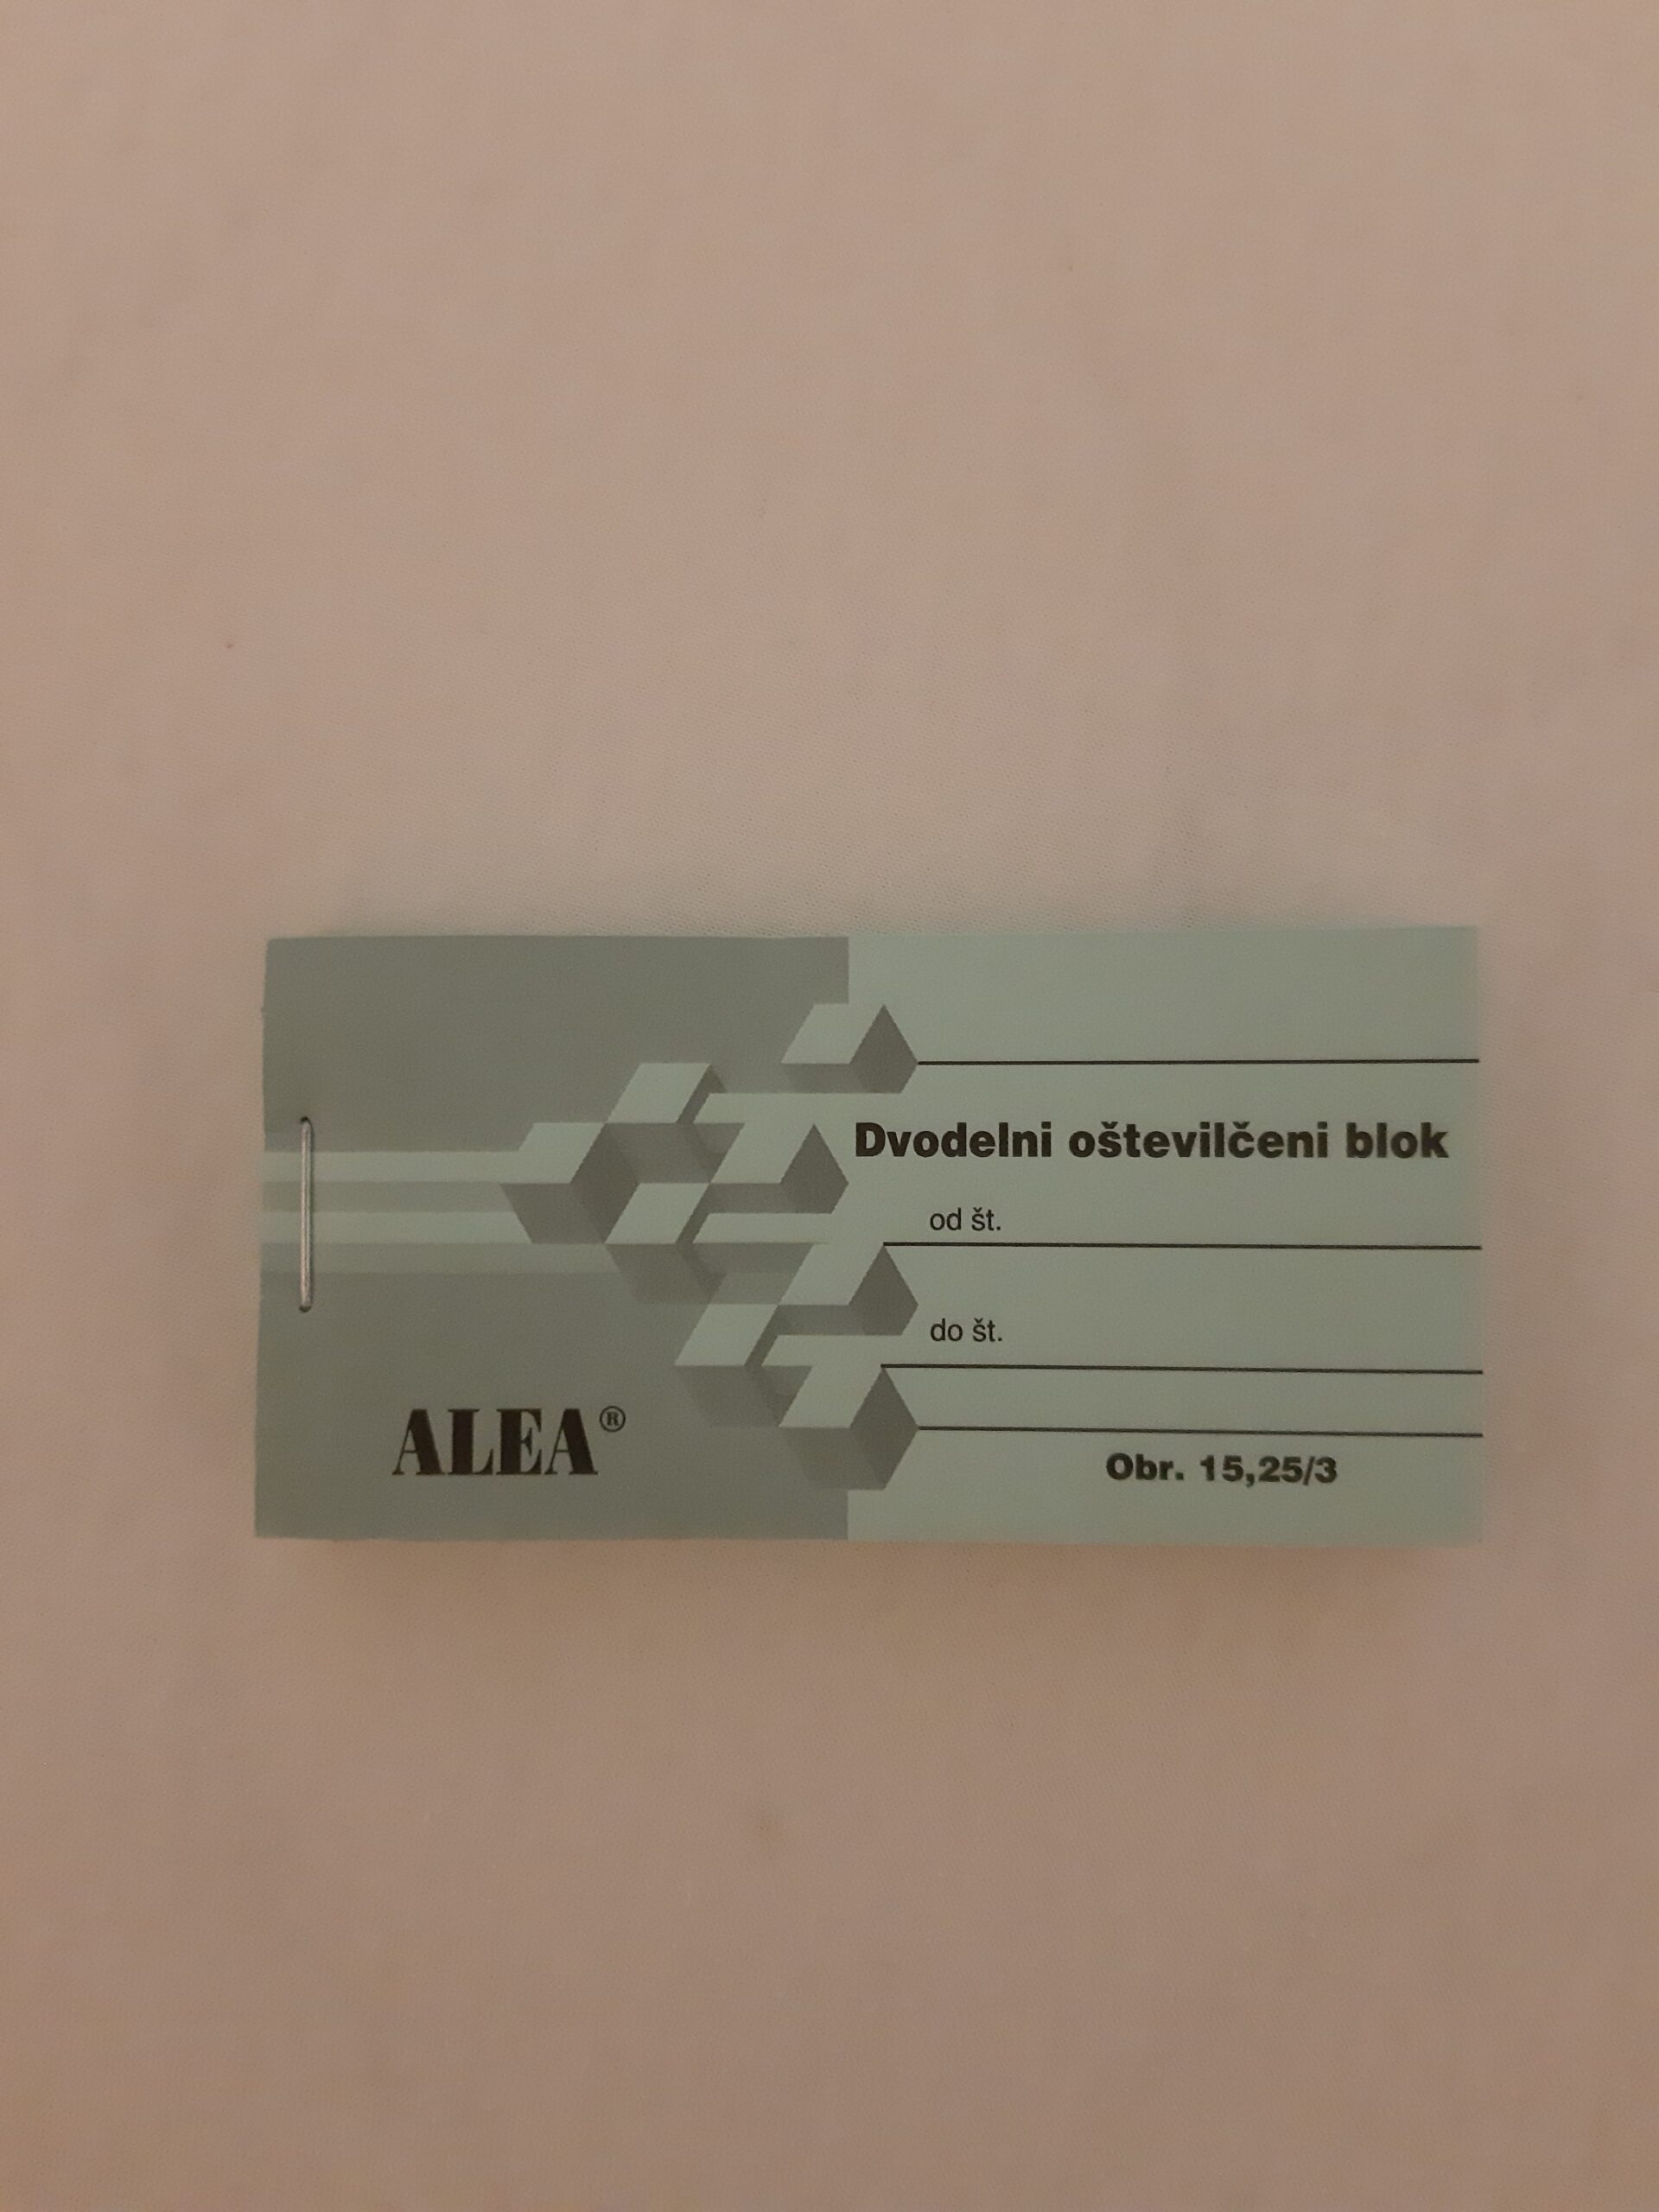 Dvodelni oštevilčeni blok
od št.
do št.
ALEA®
Obr. 15,25/3